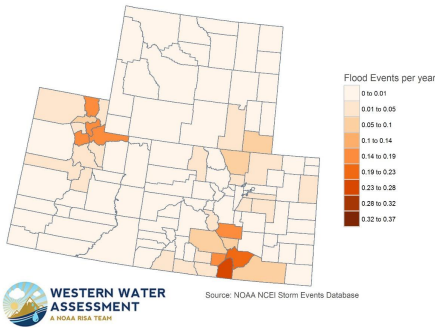 Flood Events per year
0 to 0.01
0.01 to 0.05
0.05 to 0.1
0.1 to 0.14
0.14 to 0.19
0.19 to 0.23
0.23 to 0.28
0.28 to 0.32
0.32 to 0.37
WESTERN WATER
ASSESSMENT
A NOAA RISA TEAM
Source: NOAA NCEI Storm Events Database